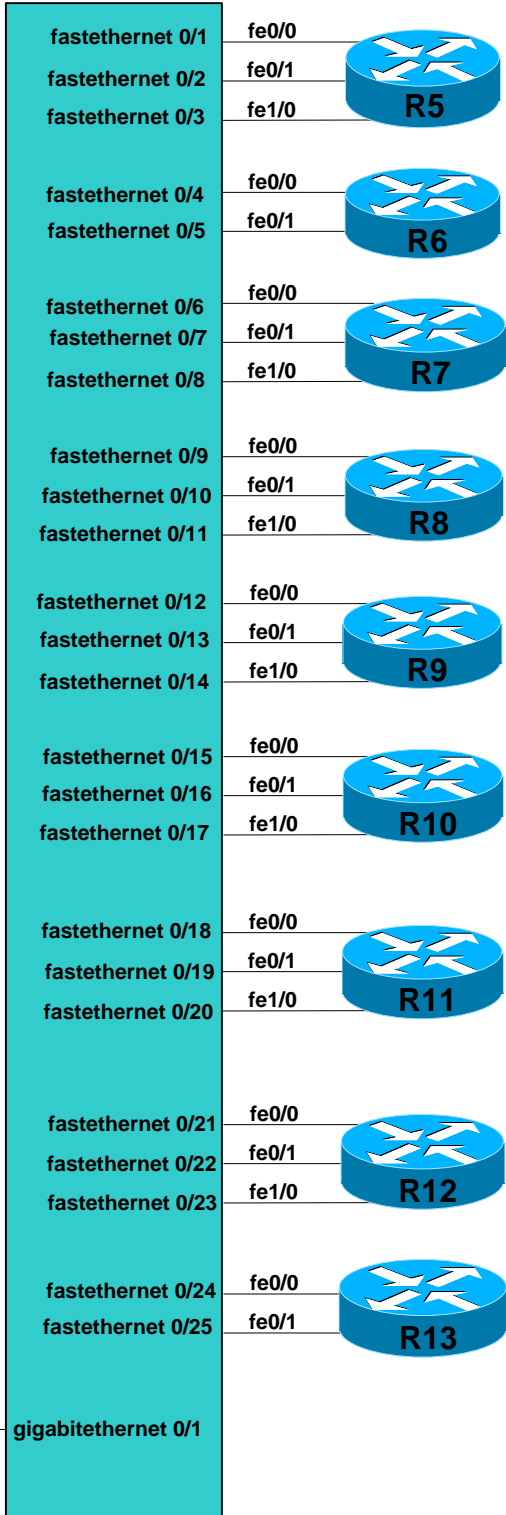 fastethernet 0/1 fe0/0
fastethernet 0/2 fe0/1
fastethernet 0/3 fe1/0
R5
fastethernet 0/4 fe0/0
fastethernet 0/5 fe0/1
R6
fastethernet 0/6 fe0/0
fastethernet 0/7 fe0/1
fastethernet 0/8 fe1/0
R7
fastethernet 0/9 fe0/0
fastethernet 0/10 fe0/1
fastethernet 0/11 fe1/0
R8
fastethernet 0/12 fe0/0
fastethernet 0/13 fe0/1
fastethernet 0/14 fe1/0
R9
fastethernet 0/15 fe0/0
fastethernet 0/16 fe0/1
fastethernet 0/17 fe1/0
R10
fastethernet 0/18 fe0/0
fastethernet 0/19 fe0/1
fastethernet 0/20 fe1/0
R11
fastethernet 0/21 fe0/0
fastethernet 0/22 fe0/1
fastethernet 0/23 fe1/0
R12
fastethernet 0/24 fe0/0
fastethernet 0/25 fe0/1
R13
gigabitethernet 0/1